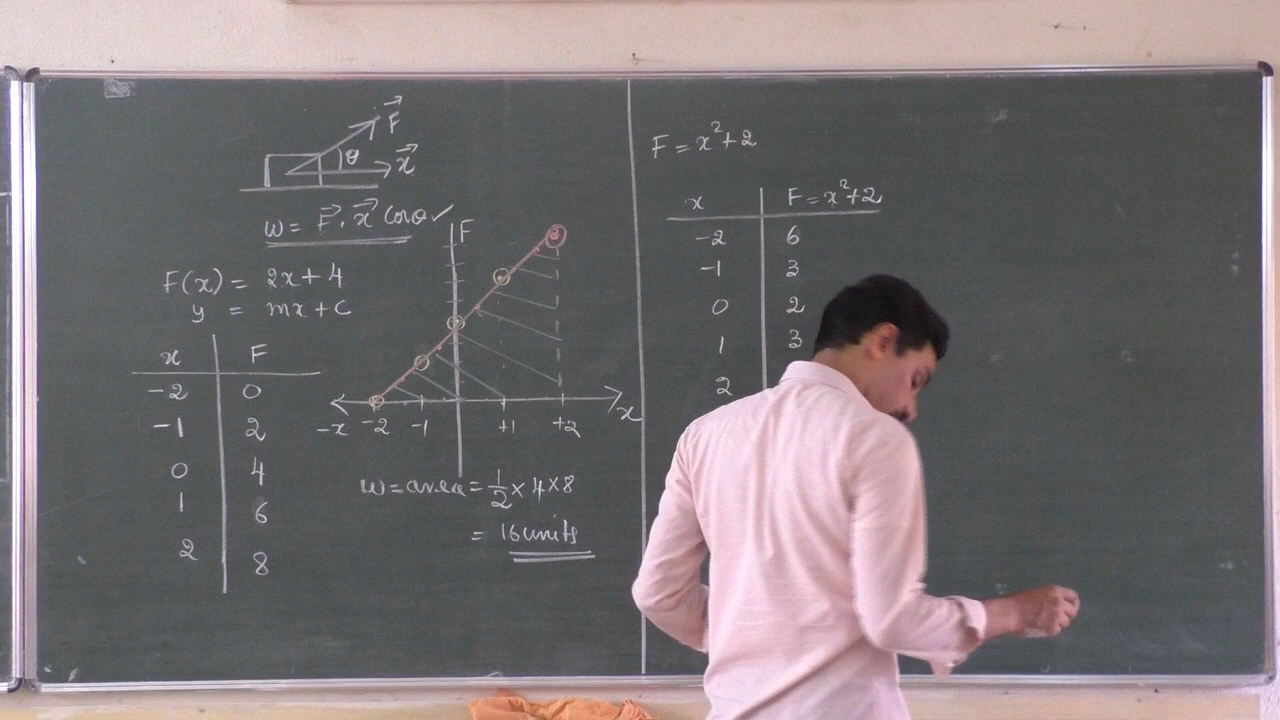 F⃗
θ
x⃗
W = F⃗ . x⃗ Cosθ ✓
F(x) = 2x + 4
y = mx + C
x F
-2 0
-1 2
0 4
1 6
2 8
F
-x -2 -1 +1 +2 x
W = area = 1/2 × 4 × 8
= 16 units
F = x² + 2
x F = x² + 2
-2 6
-1 3
0 2
1 3
2